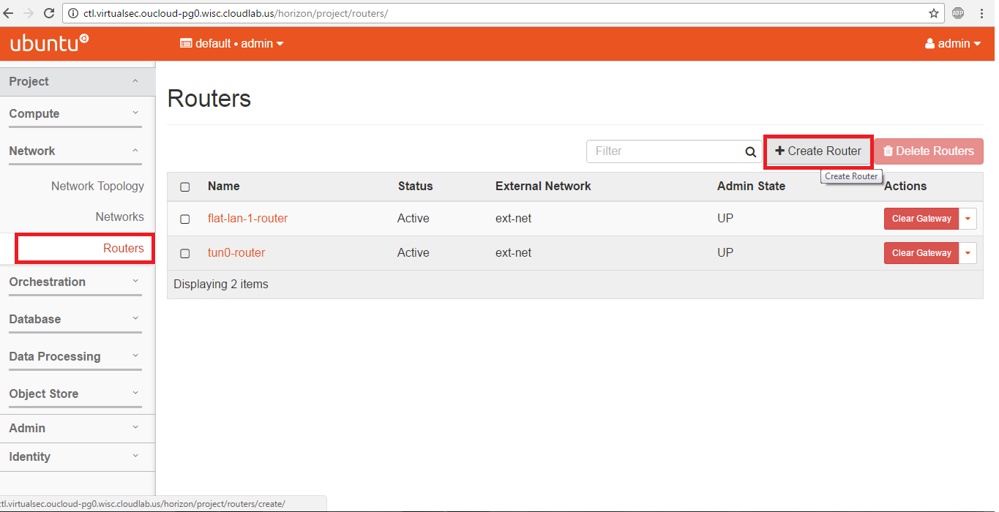 ctl.virtualsec.oucloud-pg0.wisc.cloudlab.us/horizon/project/routers/
ABP
ubuntu
default • admin
admin
Project
Compute
Network
Network Topology
Networks
Routers
Orchestration
Database
Data Processing
Object Store
Admin
Identity
Routers
Filter
Create Router
Delete Routers
Create Router
Name Status External Network Admin State Actions
flat-lan-1-router Active ext-net UP Clear Gateway
tun0-router Active ext-net UP Clear Gateway
Displaying 2 items
ctl.virtualsec.oucloud-pg0.wisc.cloudlab.us/horizon/project/routers/create/